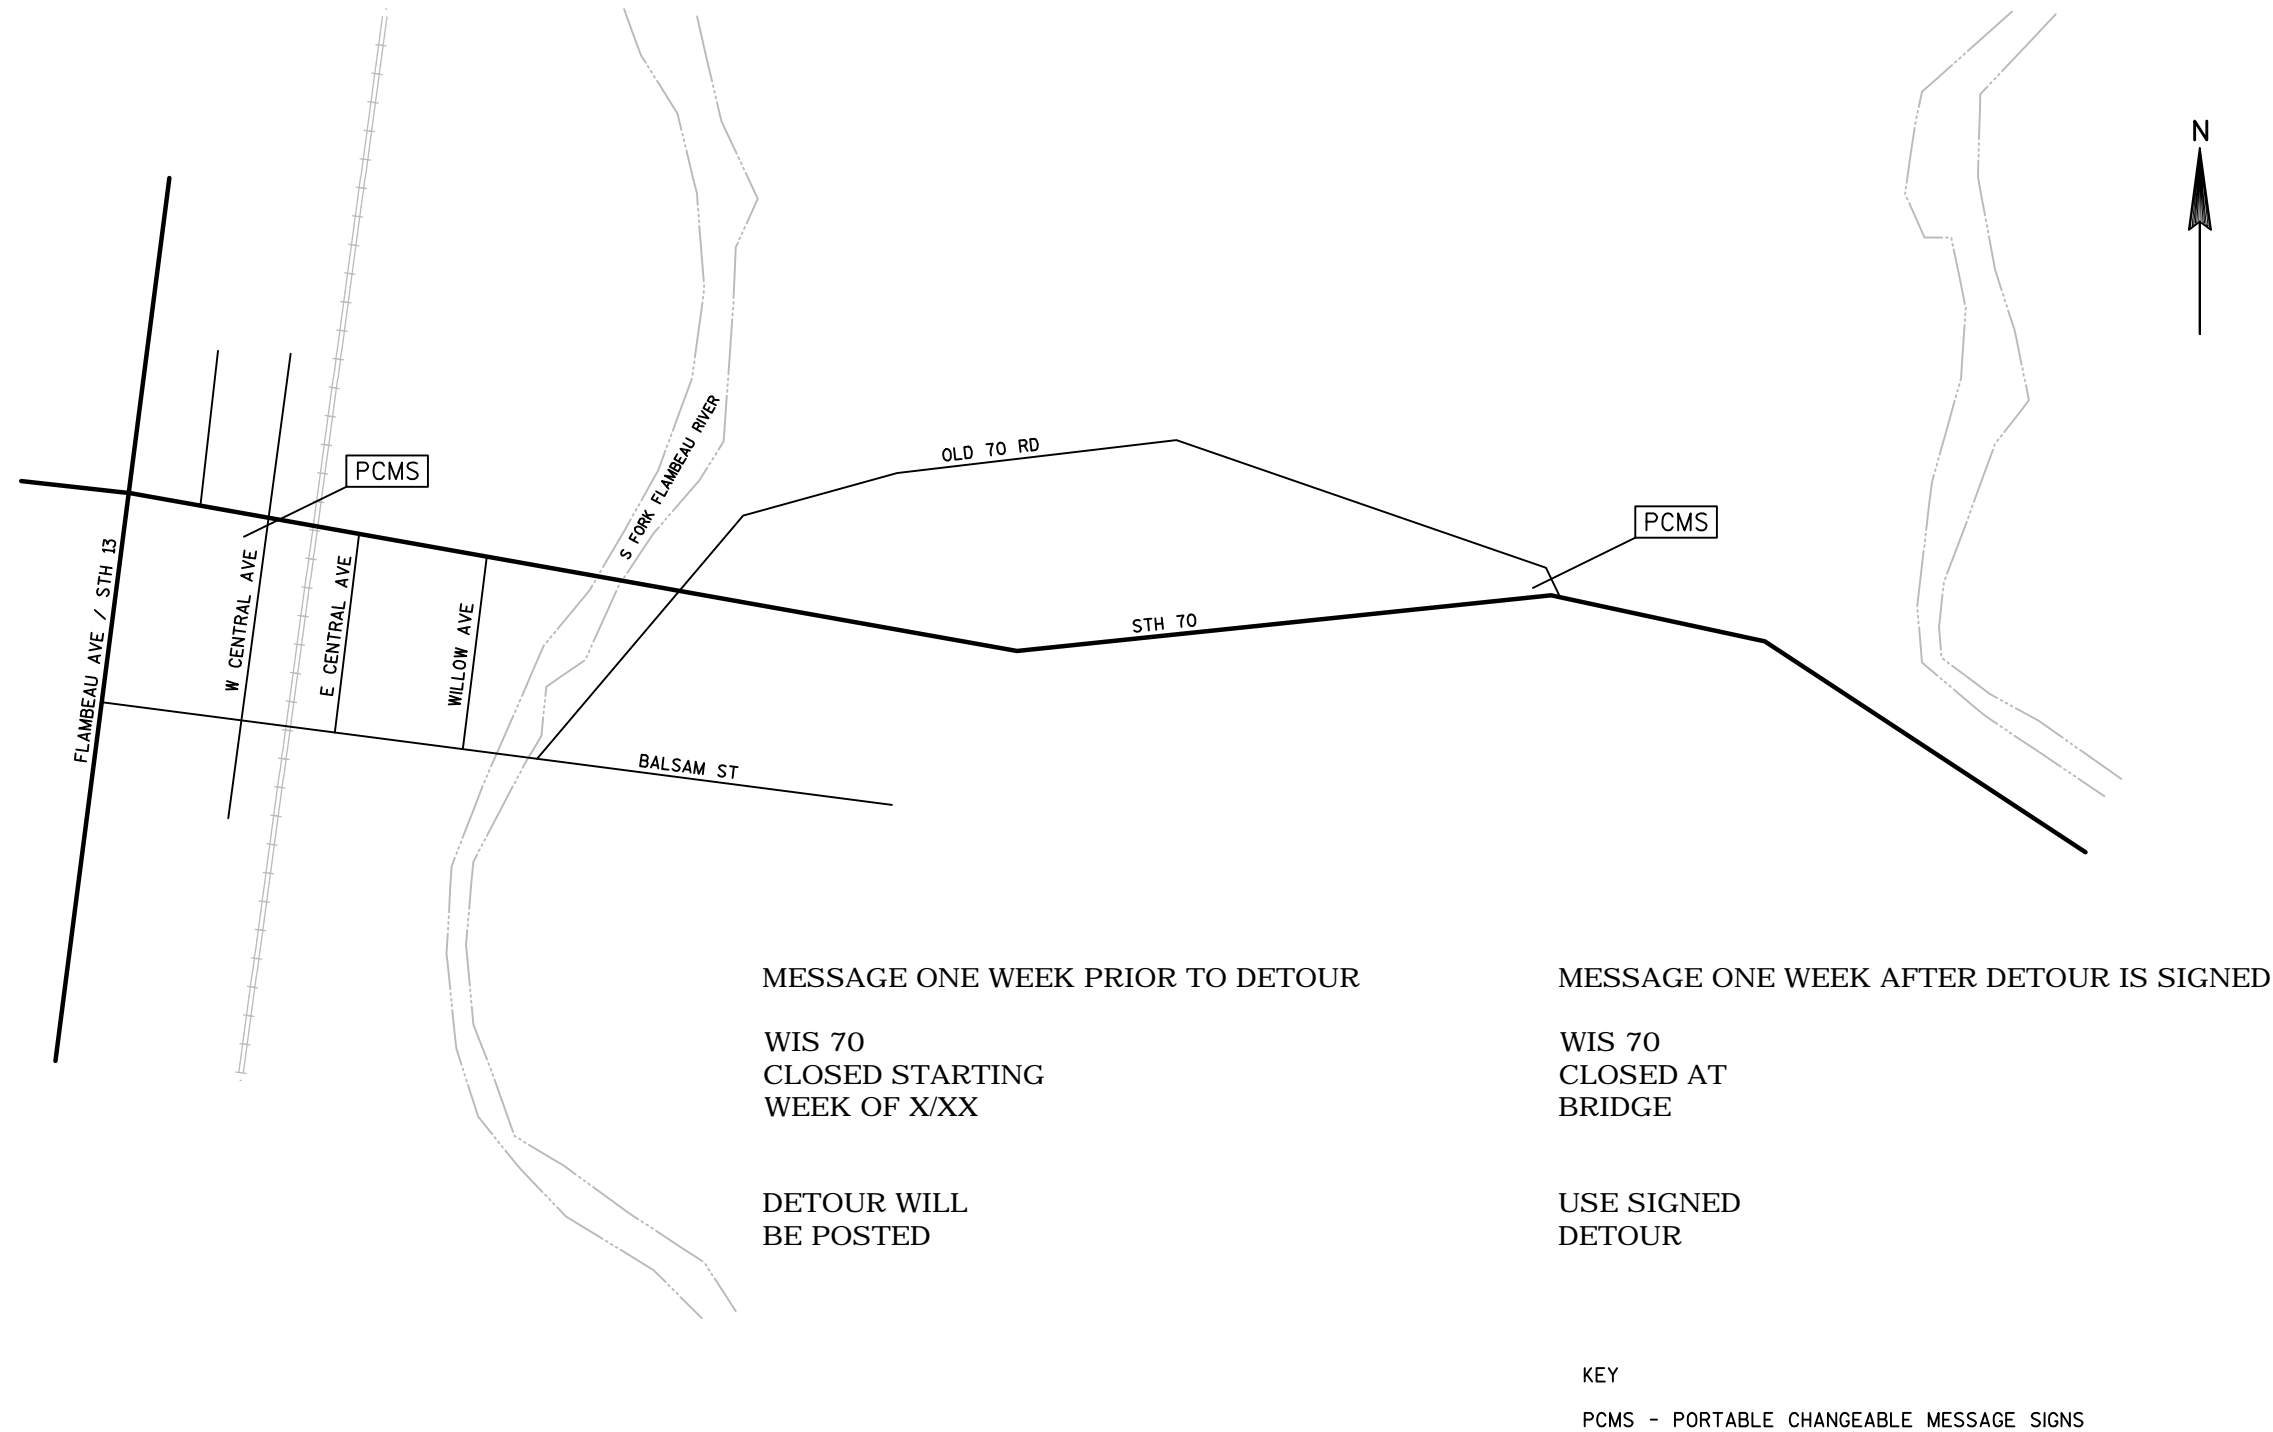 N
PCMS
OLD 70 RD
S FORK FLAMBEAU RIVER
PCMS
FLAMBEAU AVE / STH 13
W CENTRAL AVE
E CENTRAL AVE
WILLOW AVE
STH 70
BALSAM ST
MESSAGE ONE WEEK PRIOR TO DETOUR
WIS 70
CLOSED STARTING
WEEK OF X/XX
DETOUR WILL
BE POSTED
MESSAGE ONE WEEK AFTER DETOUR IS SIGNED
WIS 70
CLOSED AT
BRIDGE
USE SIGNED
DETOUR
KEY
PCMS - PORTABLE CHANGEABLE MESSAGE SIGNS